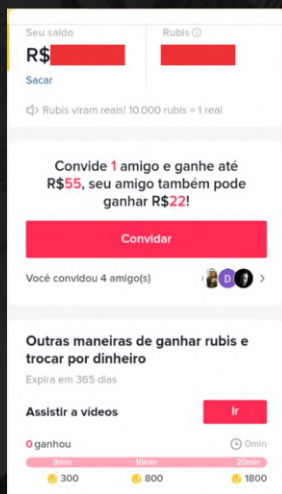 Seu saldo
Rubis ⓘ
R$
Sacar
Rubis viram reais! 10.000 rubis = 1 real
Convide 1 amigo e ganhe até
R$55, seu amigo também pode
ganhar R$22!
Convidar
Você convidou 4 amigo(s)
D
Outras maneiras de ganhar rubis e
trocar por dinheiro
Expira em 365 dias
Assistir a vídeos
Ir
0 ganhou
0min
3min
10min
20min
300
800
1800